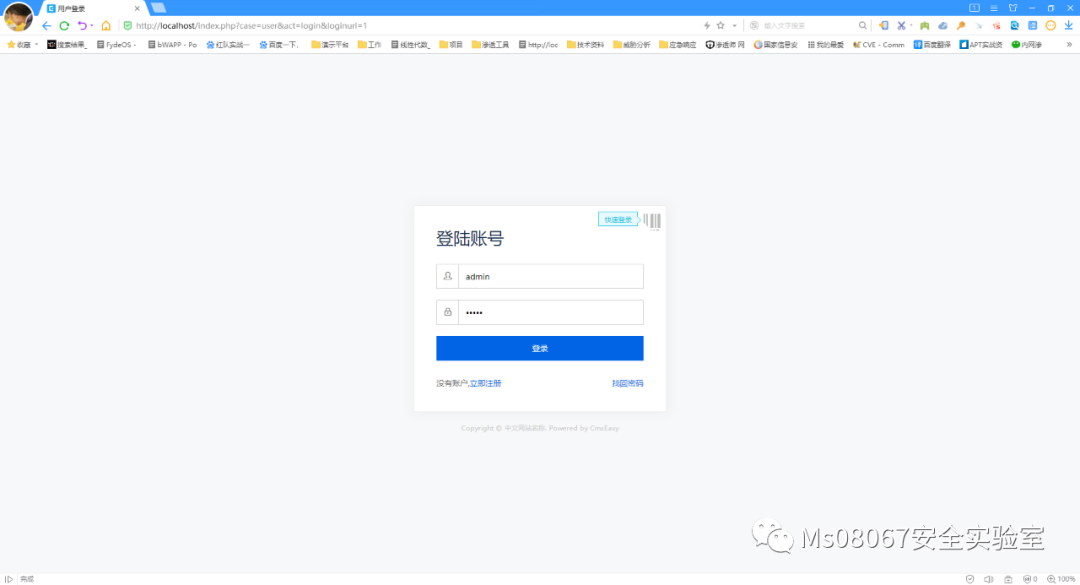 用户登录
http://localhost/index.php?case=user&act=login&loginurl=1
输入文字搜索
收藏 搜索结果_ FydeOS - bWAPP - Po 红队实战一 百度一下, 演示平台 工作 线性代数_ 项目 渗透工具 http://loc 技术资料 威胁分析 应急响应 渗透师 网 国家信息安 我的最爱 CVE - Comm 百度翻译 APT实战资 内网渗 »
快速登录
登陆账号
admin
•••••
登录
没有账户,立即注册 找回密码
Copyright © 中文网站名称. Powered by CmsEasy
Ms08067安全实验室
完成 0 100%